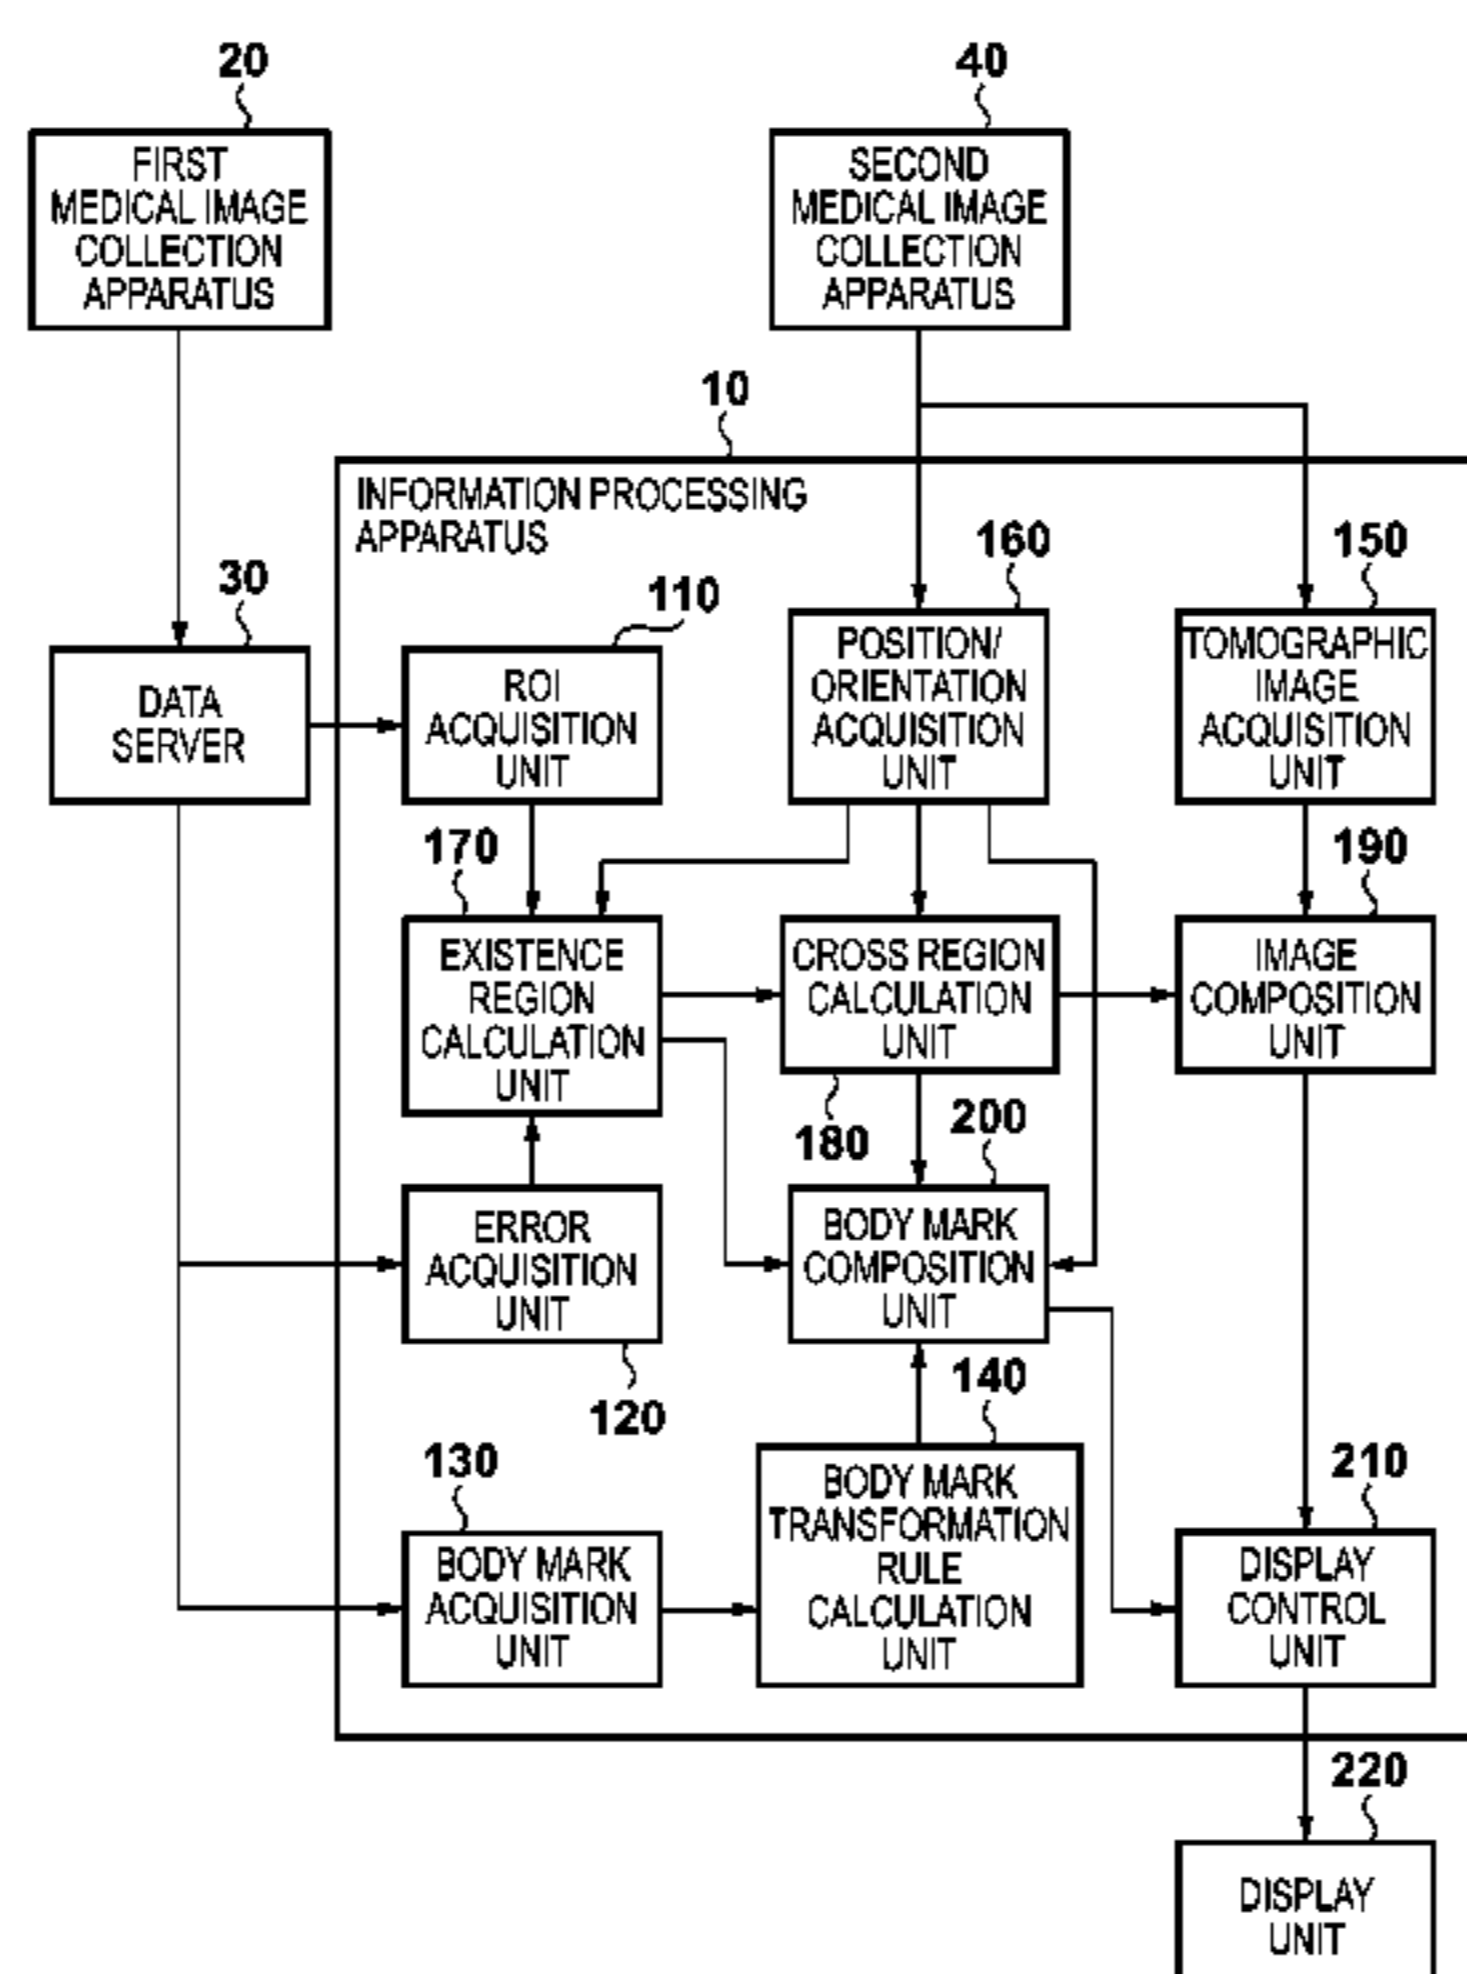 20
FIRST
MEDICAL IMAGE
COLLECTION
APPARATUS
40
SECOND
MEDICAL IMAGE
COLLECTION
APPARATUS
10
INFORMATION PROCESSING
APPARATUS
30
DATA
SERVER
110
ROI
ACQUISITION
UNIT
160
POSITION/
ORIENTATION
ACQUISITION
UNIT
150
TOMOGRAPHIC
IMAGE
ACQUISITION
UNIT
170
EXISTENCE
REGION
CALCULATION
UNIT
CROSS REGION
CALCULATION
UNIT
180
190
IMAGE
COMPOSITION
UNIT
ERROR
ACQUISITION
UNIT
120
200
BODY MARK
COMPOSITION
UNIT
130
BODY MARK
ACQUISITION
UNIT
140
BODY MARK
TRANSFORMATION
RULE
CALCULATION
UNIT
210
DISPLAY
CONTROL
UNIT
220
DISPLAY
UNIT